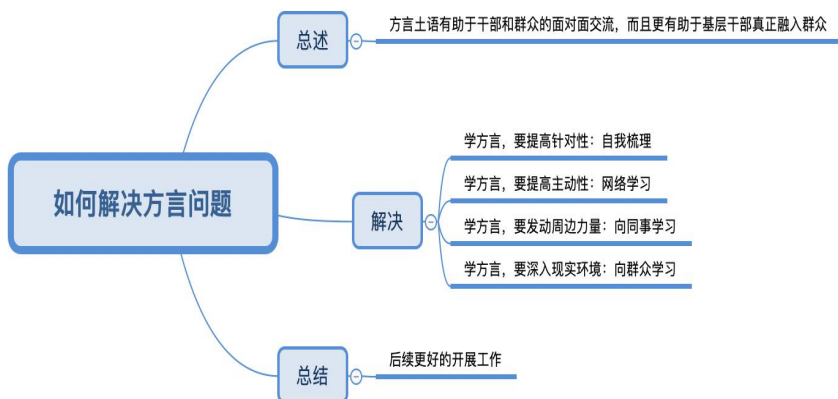 总述
方言土语有助于干部和群众的面对面交流，而且更有助于基层干部真正融入群众
如何解决方言问题
解决
学方言，要提高针对性：自我梳理
学方言，要提高主动性：网络学习
学方言，要发动周边力量：向同事学习
学方言，要深入现实环境：向群众学习
总结
后续更好的开展工作